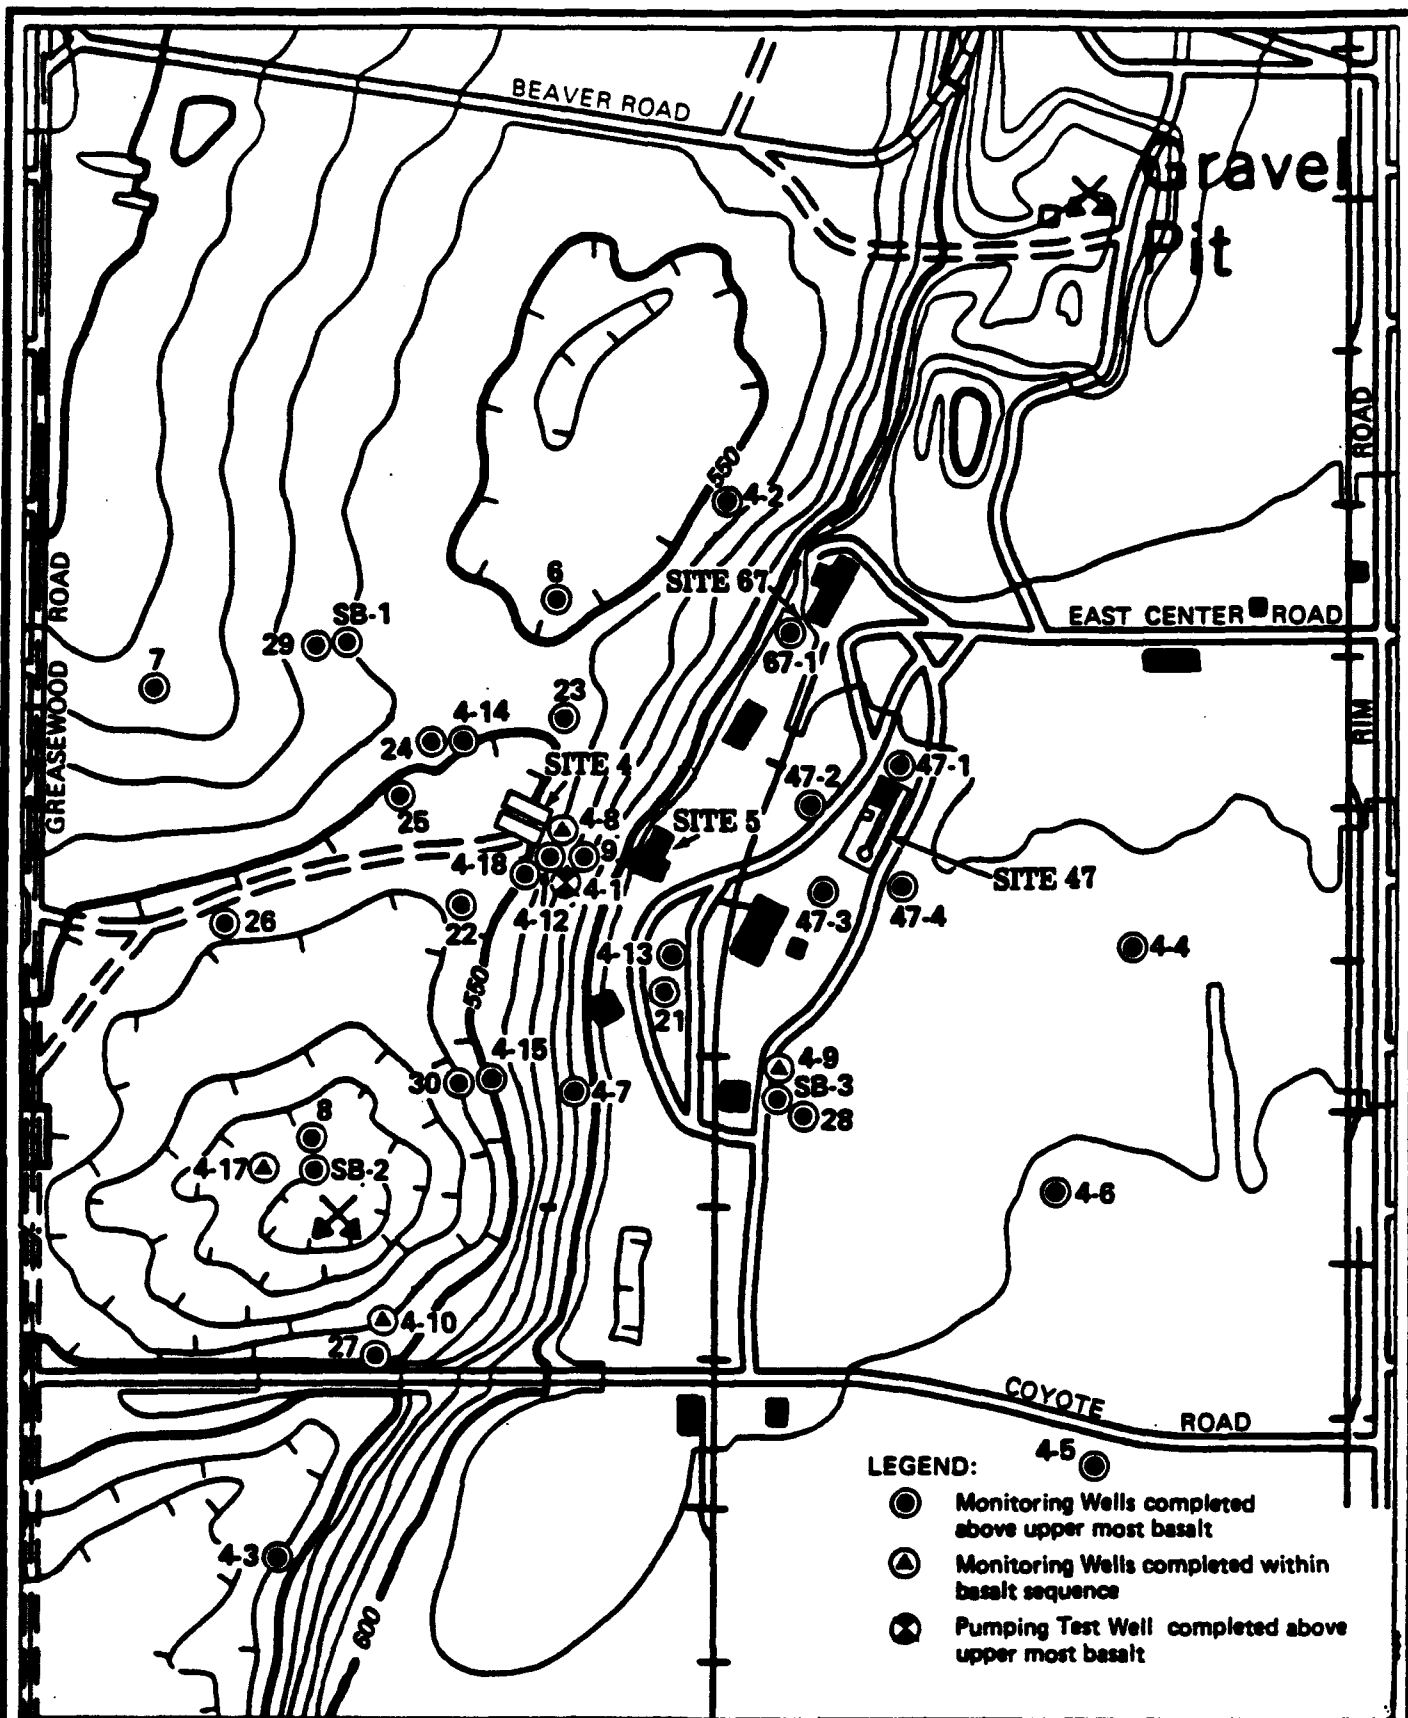 BEAVER ROAD
Gravel
Pit
ROAD
550
4-2
6
SITE 67
67-1
EAST CENTER ROAD
GREASEWOOD ROAD
SB-1
29
7
23
4-14
24
RIM
SITE 4
47-1
47-2
25
4-8
SITE 5
9
4-18
4-1
SITE 47
4-12
47-3
47-4
22
26
4-13
4-4
550
21
4-15
4-9
30
4-7
SB-3
28
8
4-17
SB-2
4-6
4-10
27
COYOTE ROAD
4-5
4-3
600
LEGEND:
Monitoring Wells completed
above upper most basalt
Monitoring Wells completed within
basalt sequence
Pumping Test Well completed above
upper most basalt